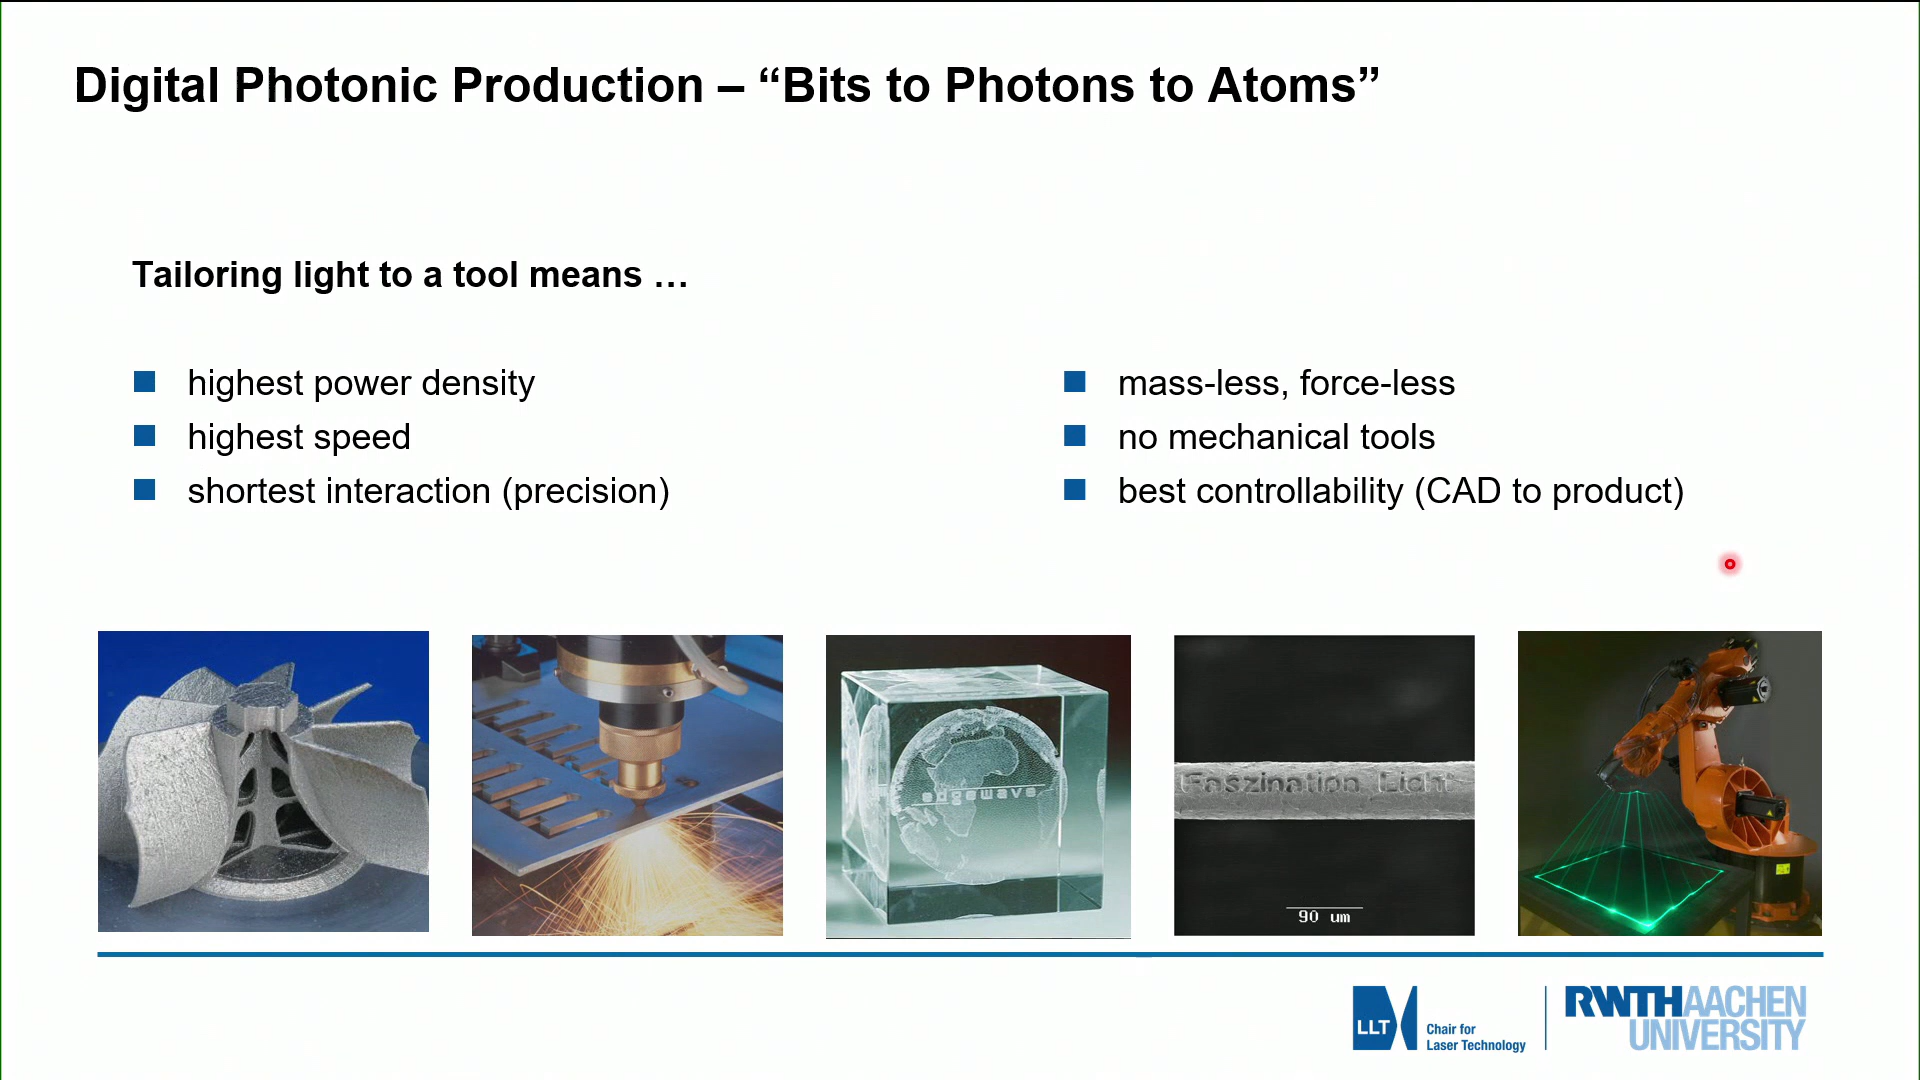 Digital Photonic Production – “Bits to Photons to Atoms”
Tailoring light to a tool means …
highest power density
highest speed
shortest interaction (precision)
mass-less, force-less
no mechanical tools
best controllability (CAD to product)
edgewave
Faszination Licht
90 um
LLT
Chair for
Laser Technology
RWTHAACHEN
UNIVERSITY